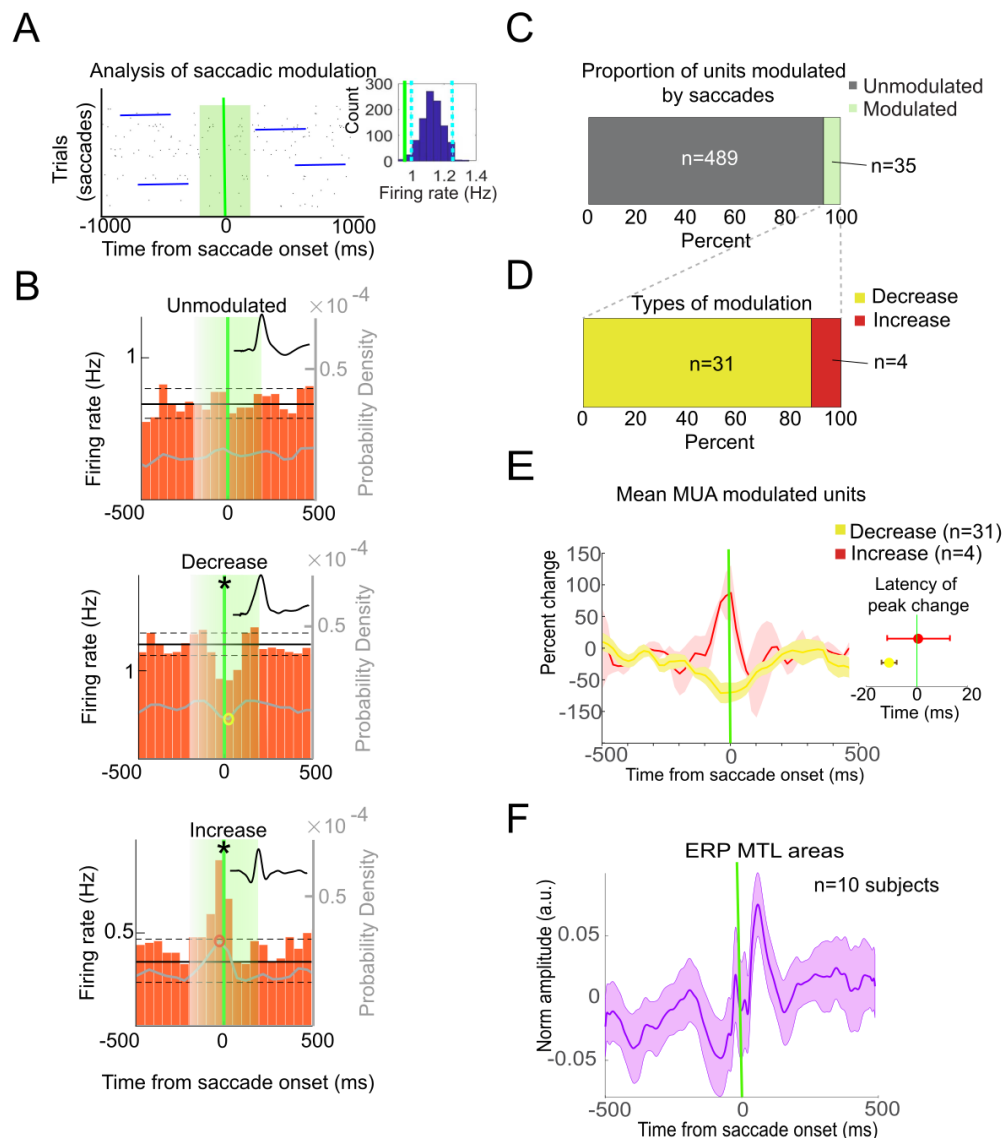 A
Analysis of saccadic modulation
Trials
(saccades)
-1000
0
1000
Time from saccade onset (ms)
Count
300
200
100
0
1
1.2
1.4
Firing rate (Hz)
B
Unmodulated
×10⁻⁴
Firing rate (Hz)
1
0.5
Probability Density
-500
0
500
Decrease
×10⁻⁴
*
Firing rate (Hz)
1
0.5
Probability Density
-500
0
500
Increase
×10⁻⁴
*
Firing rate (Hz)
0.5
0.5
Probability Density
-500
0
500
Time from saccade onset (ms)
C
Proportion of units modulated
by saccades
Unmodulated
Modulated
n=489
n=35
0 20 40 60 80 100
Percent
D
Types of modulation
Decrease
Increase
n=31
n=4
0 20 40 60 80 100
Percent
E
Mean MUA modulated units
Decrease (n=31)
Increase (n=4)
Percent change
150
100
50
0
-50
-150
-500
0
500
Time from saccade onset (ms)
Latency of
peak change
-20 0 20
Time (ms)
F
ERP MTL areas
n=10 subjects
Norm amplitude (a.u.)
0.05
0
-0.05
-500
0
500
Time from saccade onset (ms)